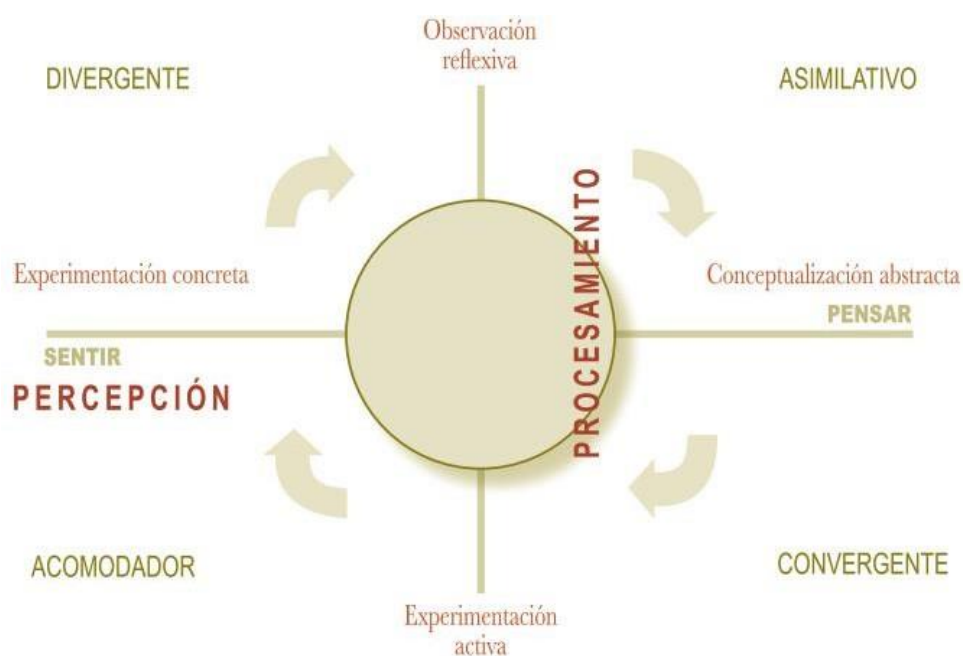 Observación
reflexiva
DIVERGENTE
ASIMILATIVO
PROCESAMIENTO
Experimentación concreta
Conceptualización abstracta
PENSAR
SENTIR
PERCEPCIÓN
ACOMODADOR
CONVERGENTE
Experimentación
activa